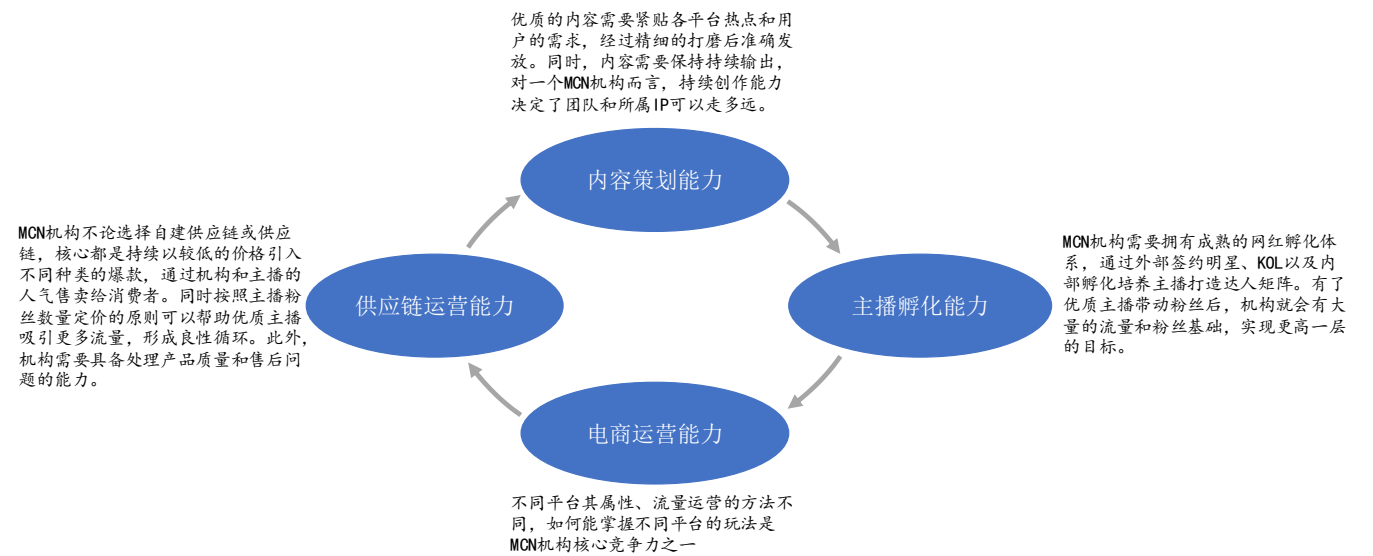 优质的内容需要紧贴各平台热点和用
户的需求，经过精细的打磨后准确发
放。同时，内容需要保持持续输出，
对一个MCN机构而言，持续创作能力
决定了团队和所属IP可以走多远。
内容策划能力
MCN机构不论选择自建供应链或供应
链，核心都是持续以较低的价格引入
不同种类的爆款，通过机构和主播的
人气售卖给消费者。同时按照主播粉
丝数量定价的原则可以帮助优质主播
吸引更多流量，形成良性循环。此外，
机构需要具备处理产品质量和售后问
题的能力。
供应链运营能力
主播孵化能力
MCN机构需要拥有成熟的网红孵化体
系，通过外部签约明星、KOL以及内
部孵化培养主播打造达人矩阵。有了
优质主播带动粉丝后，机构就会有大
量的流量和粉丝基础，实现更高一层
的目标。
电商运营能力
不同平台其属性、流量运营的方法不
同，如何能掌握不同平台的玩法是
MCN机构核心竞争力之一